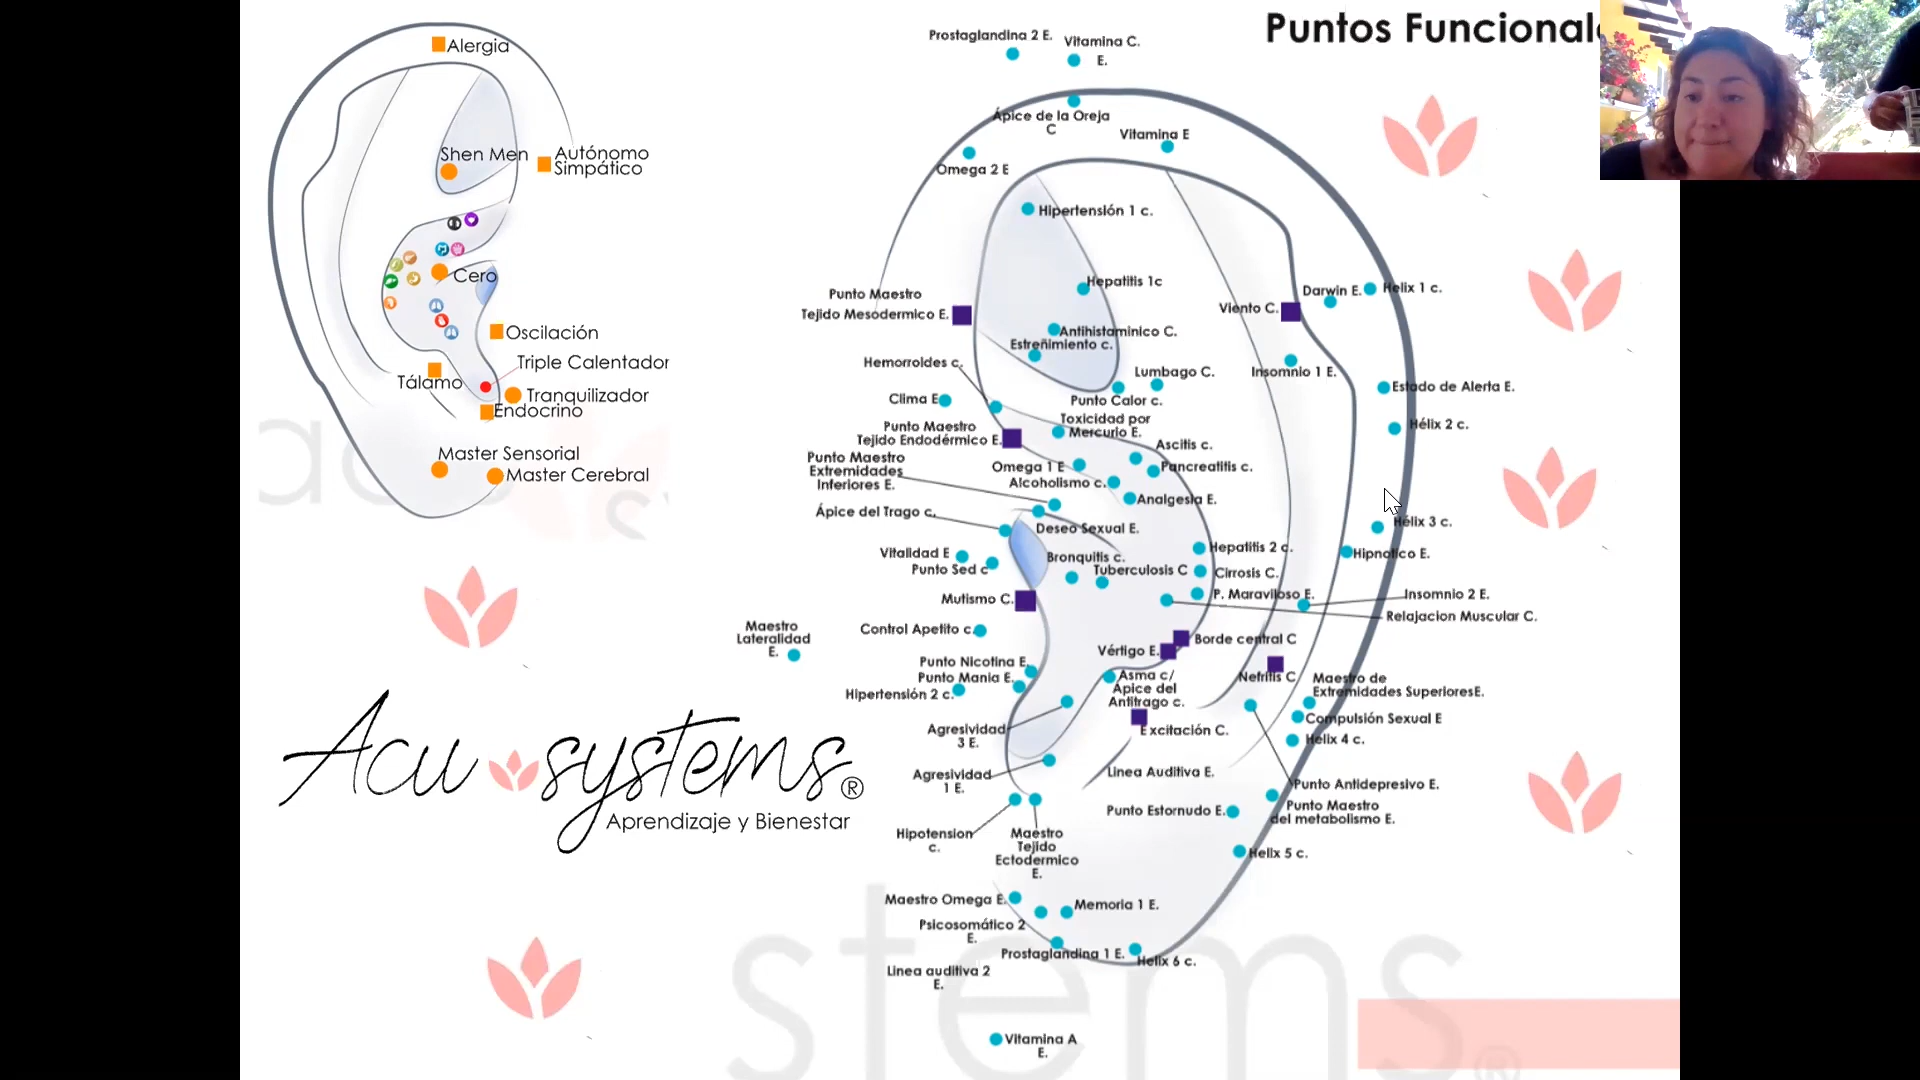 Alergia
Shen Men
Autónomo
Simpático
Cero
Oscilación
Triple Calentador
Tálamo
Tranquilizador
Endocrino
Master Sensorial
Master Cerebral
Acu systems®
Aprendizaje y Bienestar
Puntos Funcional
Prostaglandina 2 E.
Vitamina C.
E.
Ápice de la Oreja
C
Vitamina E
Omega 2 E
Hipertensión 1 c.
Hepatitis 1c
Punto Maestro
Tejido Mesodermico E.
Viento C.
Darwin E.
Helix 1 c.
Antihistaminico C.
Estreñimiento c.
Hemorroides c.
Lumbago C.
Insomnio 1 E.
Estado de Alerta E.
Clima E
Punto Calor c.
Toxicidad por
Mercurio E.
Hélix 2 c.
Punto Maestro
Tejido Endodérmico E.
Ascitis c.
Punto Maestro
Extremidades
Inferiores E.
Omega 1 E
Pancreatitis c.
Alcoholismo c.
Analgesia E.
Ápice del Trago c.
Deseo Sexual E.
Hélix 3 c.
Vitalidad E
Punto Sed c
Bronquitis c.
Tuberculosis C
Hepatitis 2 c.
Hipnotico E.
Cirrosis C.
Mutismo C.
P. Maravilloso E.
Insomnio 2 E.
Relajacion Muscular C.
Maestro
Lateralidad
E.
Control Apetito c.
Borde central C
Vértigo E.
Punto Nicotina E.
Punto Mania E.
Hipertensión 2 c.
Asma c/
Ápice del
Antitrago c.
Nefritis C
Maestro de
Extremidades SuperioresE.
Compulsión Sexual E
Helix 4 c.
Agresividad
3 E.
Excitación C.
Agresividad
1 E.
Linea Auditiva E.
Punto Antidepresivo E.
Punto Estornudo E.
Punto Maestro
del metabolismo E.
Hipotension
c.
Maestro
Tejido
Ectodermico
E.
Helix 5 c.
Maestro Omega E.
Memoria 1 E.
Psicosomático 2
E.
Prostaglandina 1 E.
Helix 6 c.
Linea auditiva 2
E.
Vitamina A
E.
stems®